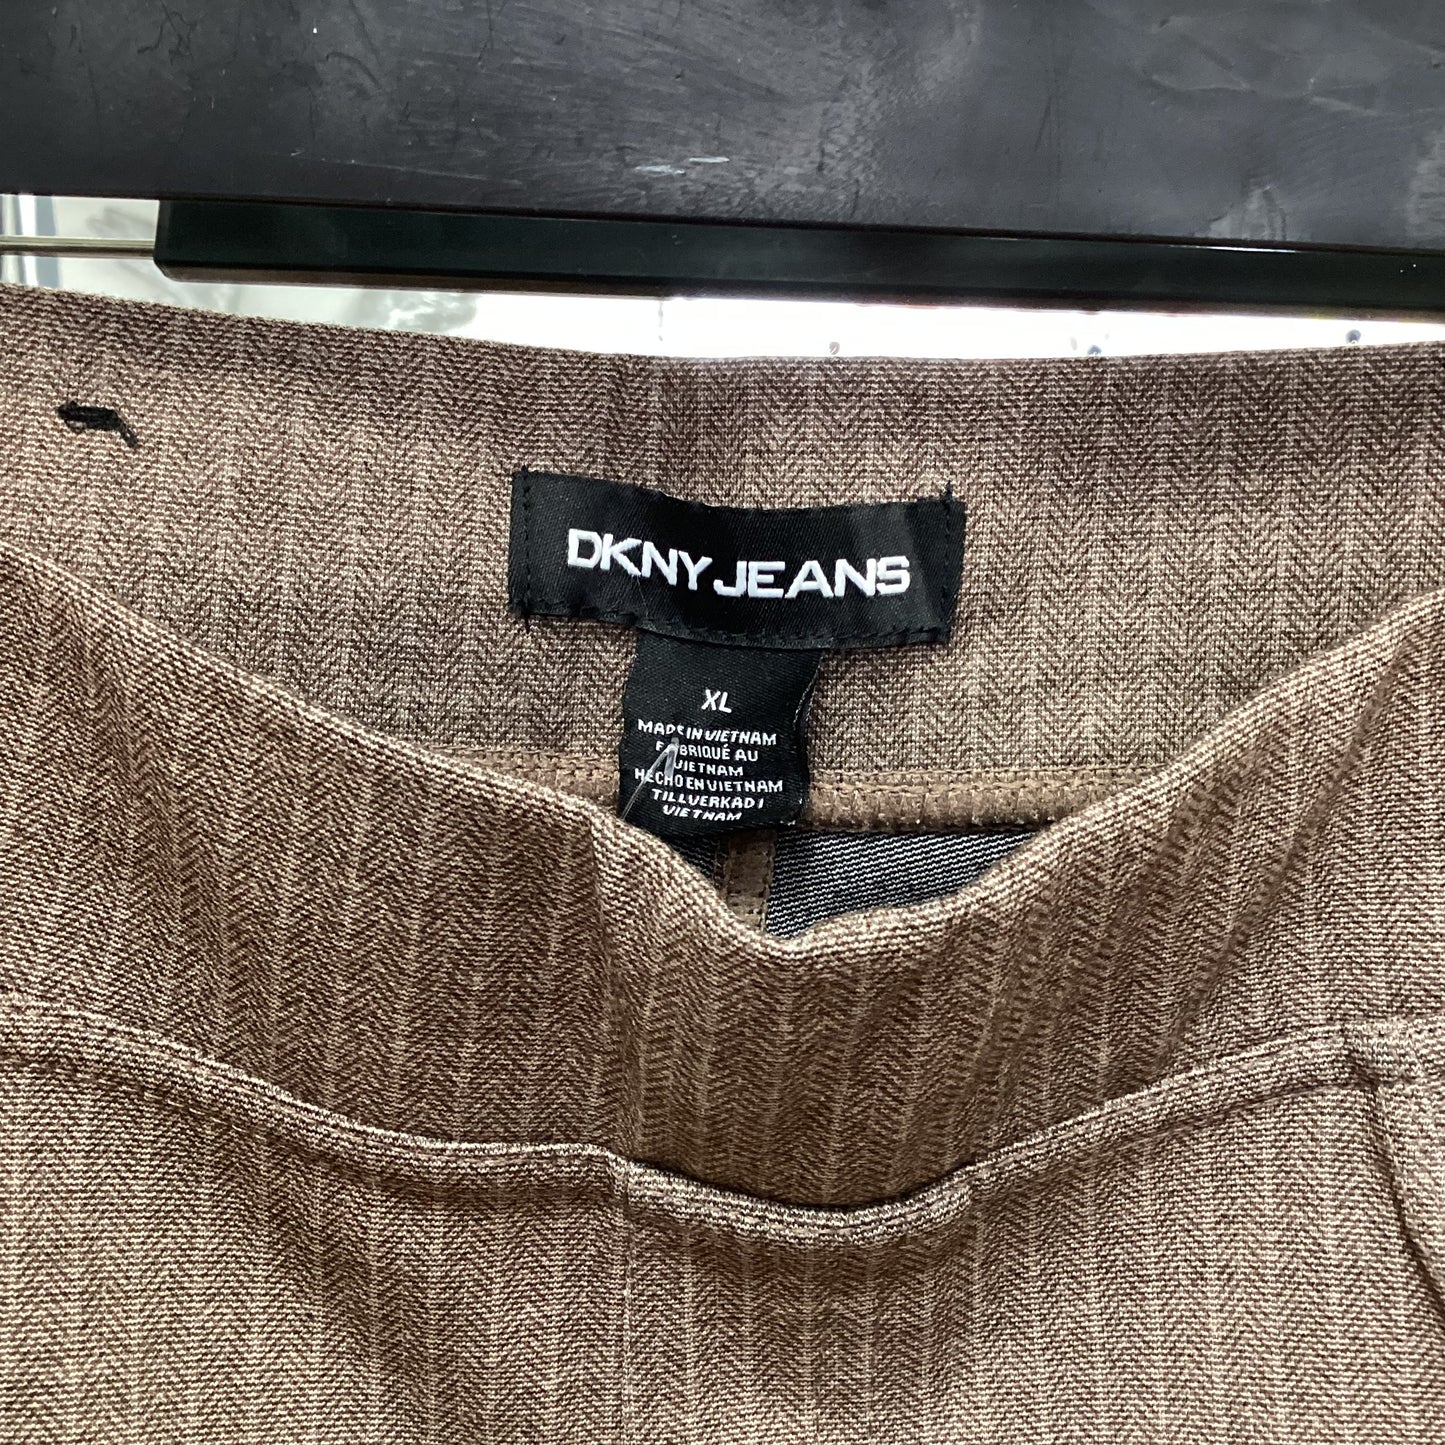 DKNY JEANS
XL
MADE IN VIETNAM
FABRIQUÉ AU
VIETNAM
HECHO EN VIETNAM
TILLVERKAD I
VIETNAM